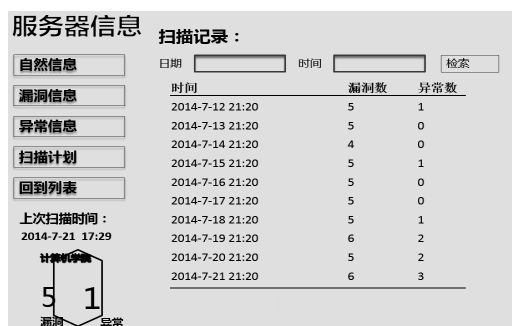 服务器信息
自然信息
漏洞信息
异常信息
扫描计划
回到列表
上次扫描时间：
2014-7-21 17:29
计算机学院
5 1
漏洞 异常
扫描记录：
日期 时间 检索
时间 漏洞数 异常数
2014-7-12 21:20 5 1
2014-7-13 21:20 5 0
2014-7-14 21:20 4 0
2014-7-15 21:20 5 1
2014-7-16 21:20 5 0
2014-7-17 21:20 5 0
2014-7-18 21:20 5 1
2014-7-19 21:20 6 2
2014-7-20 21:20 5 2
2014-7-21 21:20 6 3